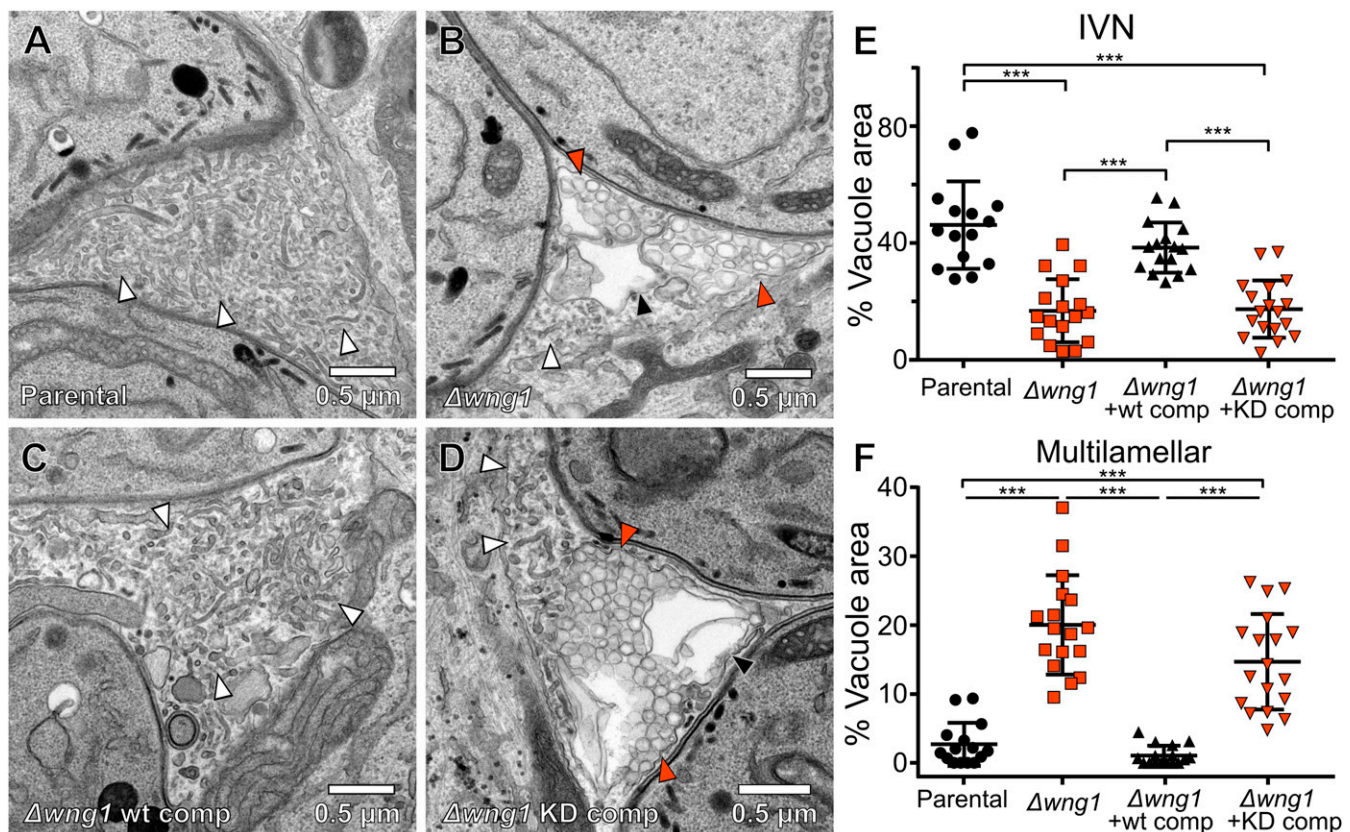 A
Parental
0.5 µm
B
Δwng1
0.5 µm
C
Δwng1 wt comp
0.5 µm
D
Δwng1 KD comp
0.5 µm
E
IVN
***
***
***
***
% Vacuole area
80
40
0
Parental
Δwng1
Δwng1
+wt comp
Δwng1
+KD comp
F
Multilamellar
***
*** *** ***
% Vacuole area
40
30
20
10
0
Parental
Δwng1
Δwng1
+wt comp
Δwng1
+KD comp